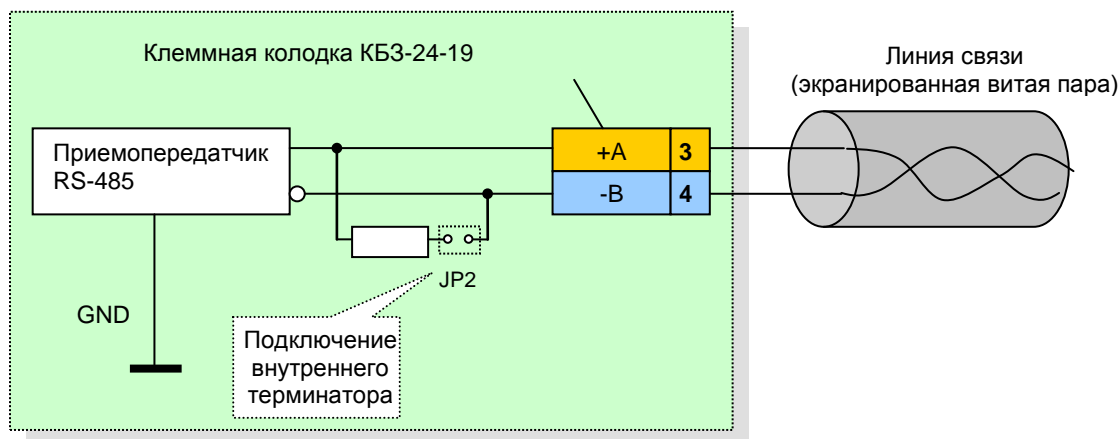 Клеммная колодка КБЗ-24-19
Линия связи
(экранированная витая пара)
Приемопередатчик
RS-485
+A 3
-B 4
JP2
GND
Подключение
внутреннего
терминатора